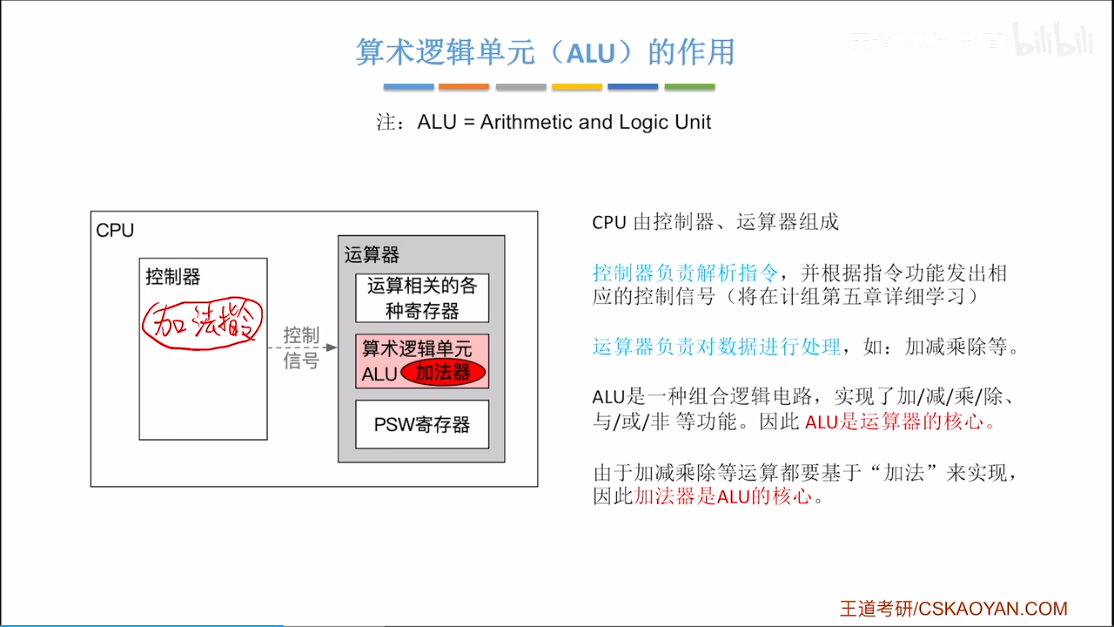 算术逻辑单元（ALU）的作用
bilibili
注：ALU = Arithmetic and Logic Unit
CPU
控制器
加法指令
控制
信号
运算器
运算相关的各
种寄存器
算术逻辑单元
ALU 加法器
PSW寄存器
CPU 由控制器、运算器组成
控制器负责解析指令，并根据指令功能发出相
应的控制信号（将在计组第五章详细学习）
运算器负责对数据进行处理，如：加减乘除等。
ALU是一种组合逻辑电路，实现了加/减/乘/除、
与/或/非 等功能。因此 ALU是运算器的核心。
由于加减乘除等运算都要基于“加法”来实现，
因此加法器是ALU的核心。
王道考研/CSKAOYAN.COM